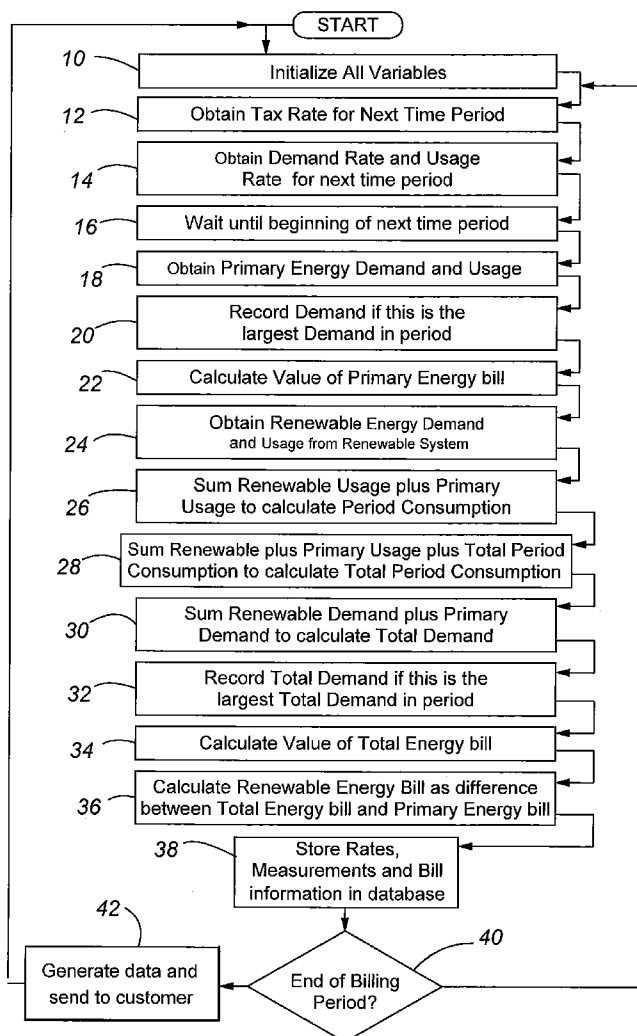 START
10
Initialize All Variables
12
Obtain Tax Rate for Next Time Period
14
Obtain Demand Rate and Usage
Rate for next time period
16
Wait until beginning of next time period
18
Obtain Primary Energy Demand and Usage
20
Record Demand if this is the
largest Demand in period
22
Calculate Value of Primary Energy bill
24
Obtain Renewable Energy Demand
and Usage from Renewable System
26
Sum Renewable Usage plus Primary
Usage to calculate Period Consumption
28
Sum Renewable plus Primary Usage plus Total Period
Consumption to calculate Total Period Consumption
30
Sum Renewable Demand plus Primary
Demand to calculate Total Demand
32
Record Total Demand if this is the
largest Total Demand in period
34
Calculate Value of Total Energy bill
36
Calculate Renewable Energy Bill as difference
between Total Energy bill and Primary Energy bill
38
Store Rates,
Measurements and Bill
information in database
42
Generate data and
send to customer
40
End of Billing
Period?